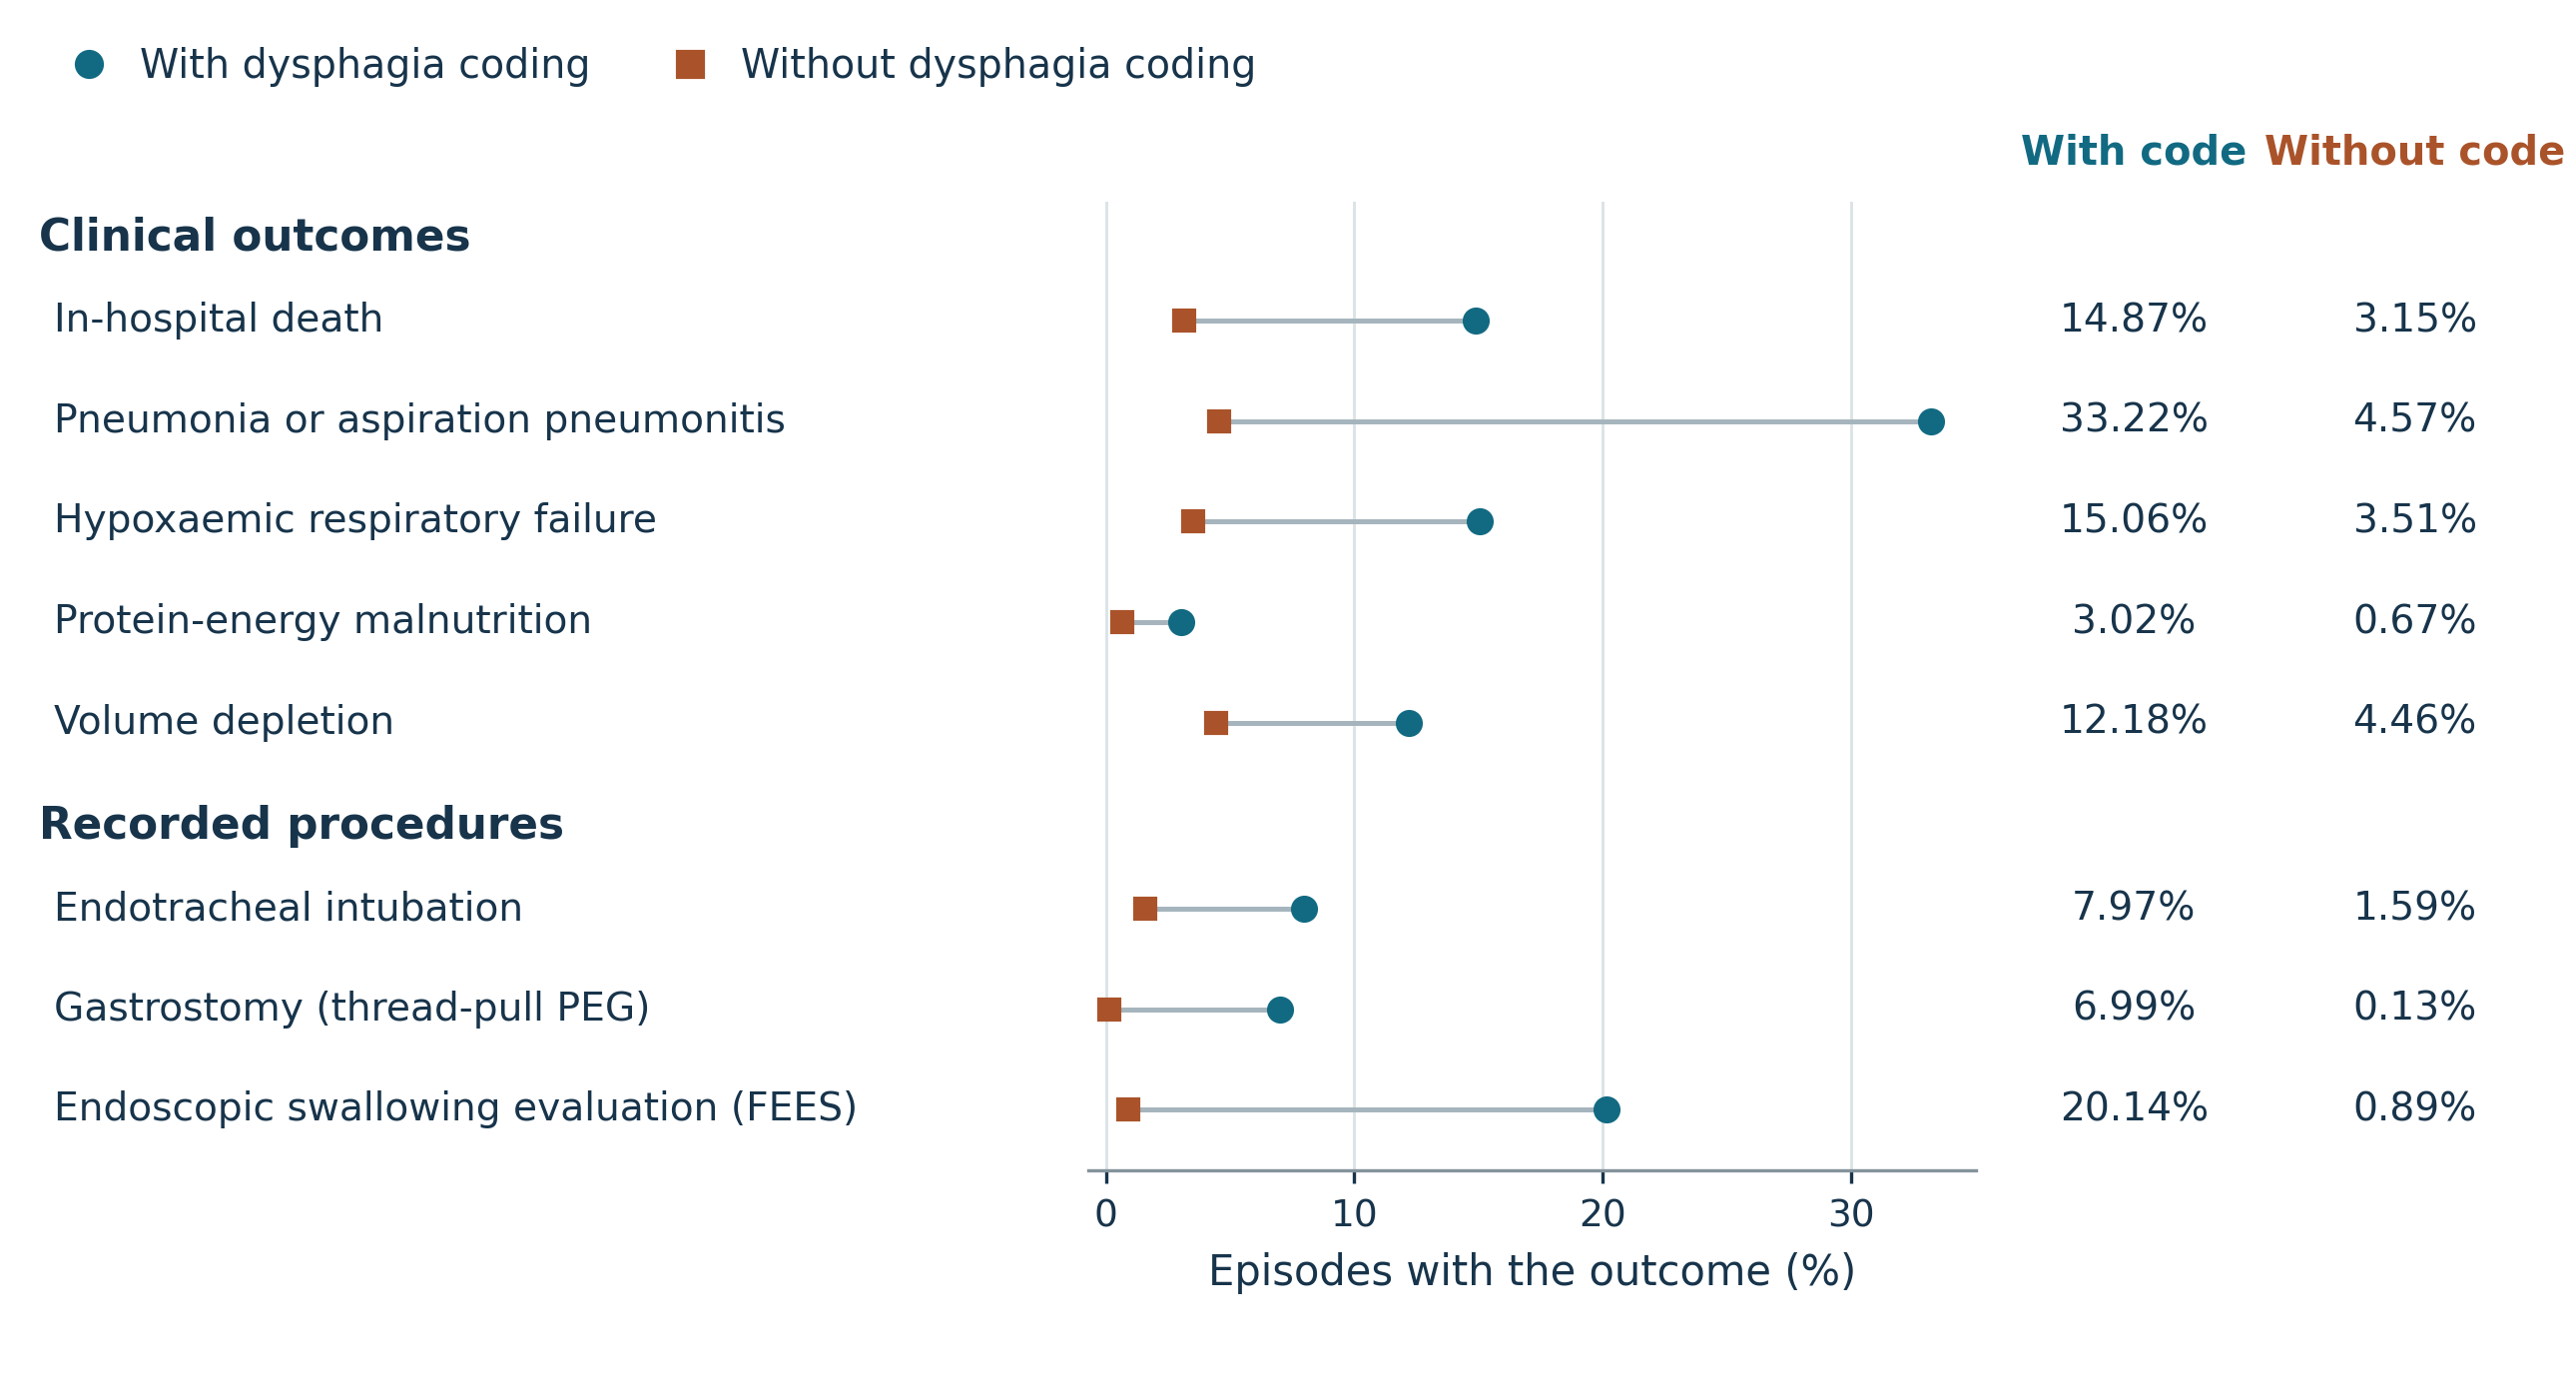 With dysphagia coding Without dysphagia coding
With code Without code
Clinical outcomes
In-hospital death 14.87% 3.15%
Pneumonia or aspiration pneumonitis 33.22% 4.57%
Hypoxaemic respiratory failure 15.06% 3.51%
Protein-energy malnutrition 3.02% 0.67%
Volume depletion 12.18% 4.46%
Recorded procedures
Endotracheal intubation 7.97% 1.59%
Gastrostomy (thread-pull PEG) 6.99% 0.13%
Endoscopic swallowing evaluation (FEES) 20.14% 0.89%
0 10 20 30
Episodes with the outcome (%)